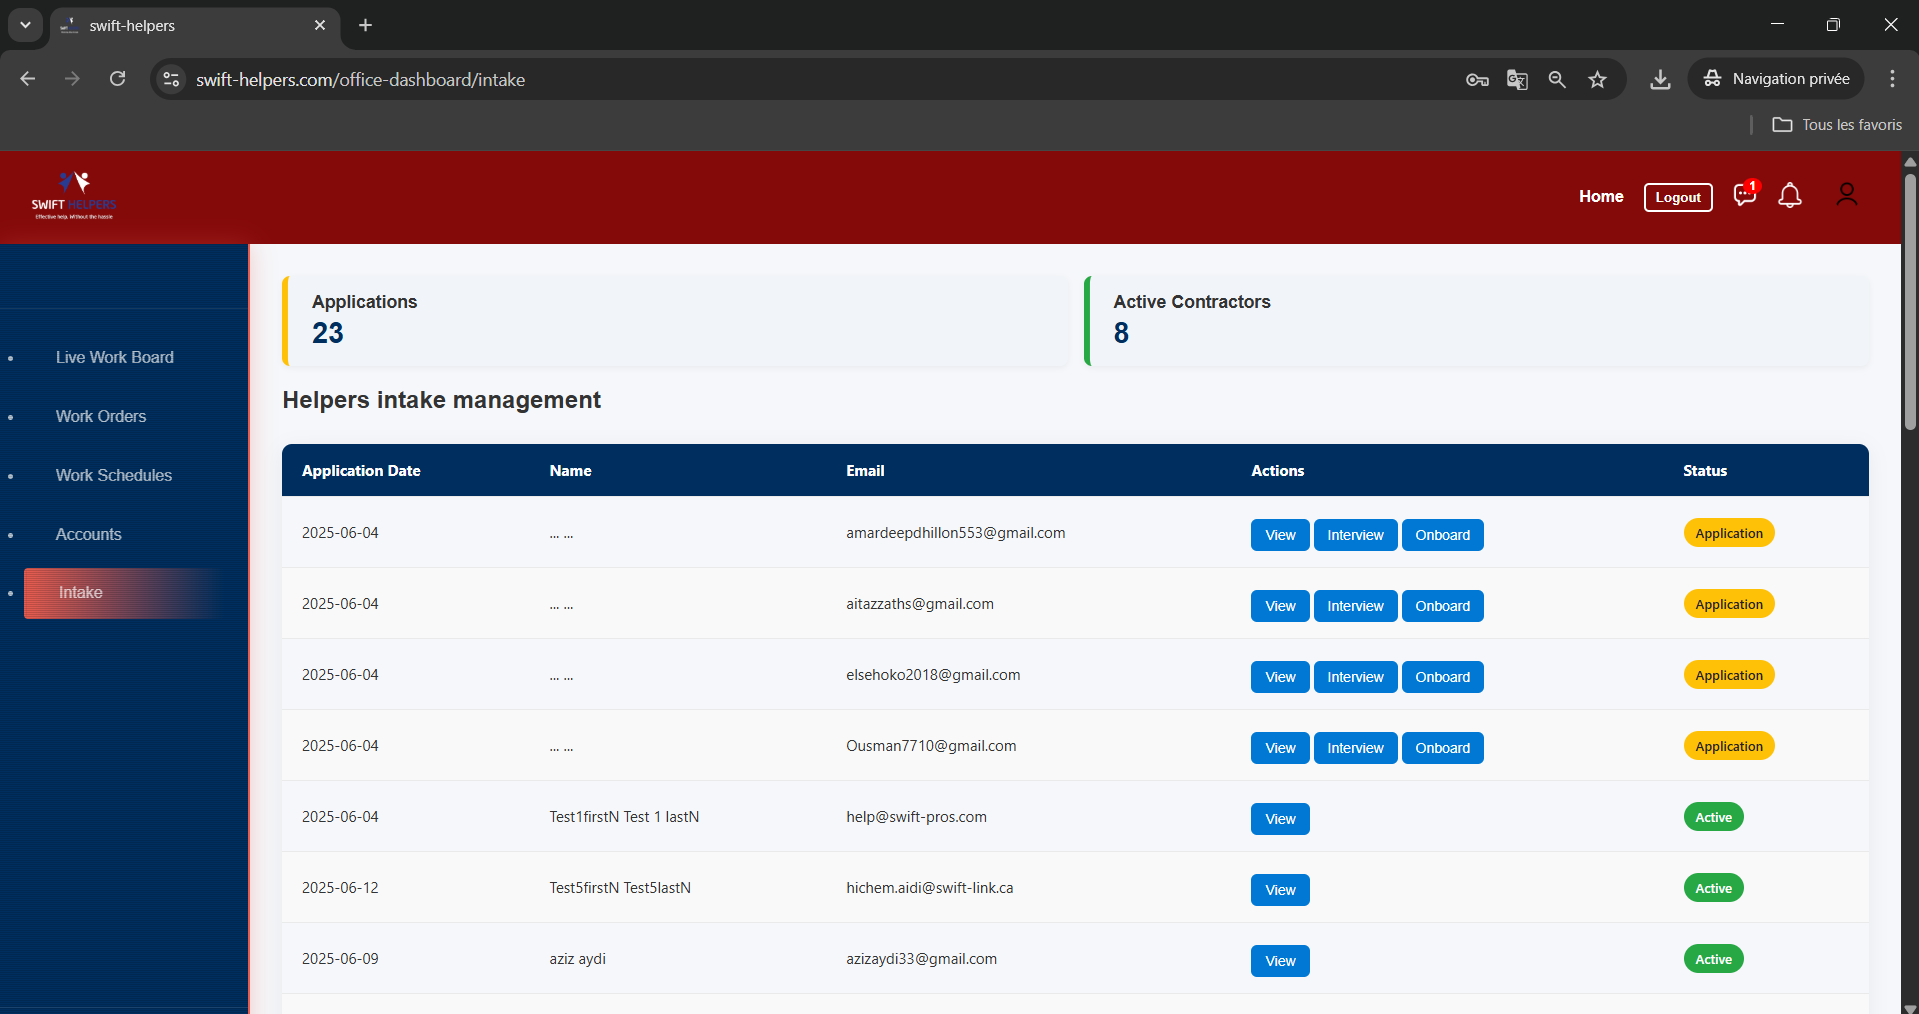 swift-helpers
swift-helpers.com/office-dashboard/intake
Navigation privée
Tous les favoris
SWIFT HELPERS
Effective help. Without the hassle
Home
Logout
1
Live Work Board
Work Orders
Work Schedules
Accounts
Intake
Applications
23
Active Contractors
8
Helpers intake management
Application Date Name Email Actions Status
2025-06-04 ... ... amardeepdhillon553@gmail.com View Interview Onboard Application
2025-06-04 ... ... aitazzaths@gmail.com View Interview Onboard Application
2025-06-04 ... ... elsehoko2018@gmail.com View Interview Onboard Application
2025-06-04 ... ... Ousman7710@gmail.com View Interview Onboard Application
2025-06-04 Test1firstN Test 1 lastN help@swift-pros.com View Active
2025-06-12 Test5firstN Test5lastN hichem.aidi@swift-link.ca View Active
2025-06-09 aziz aydi azizaydi33@gmail.com View Active